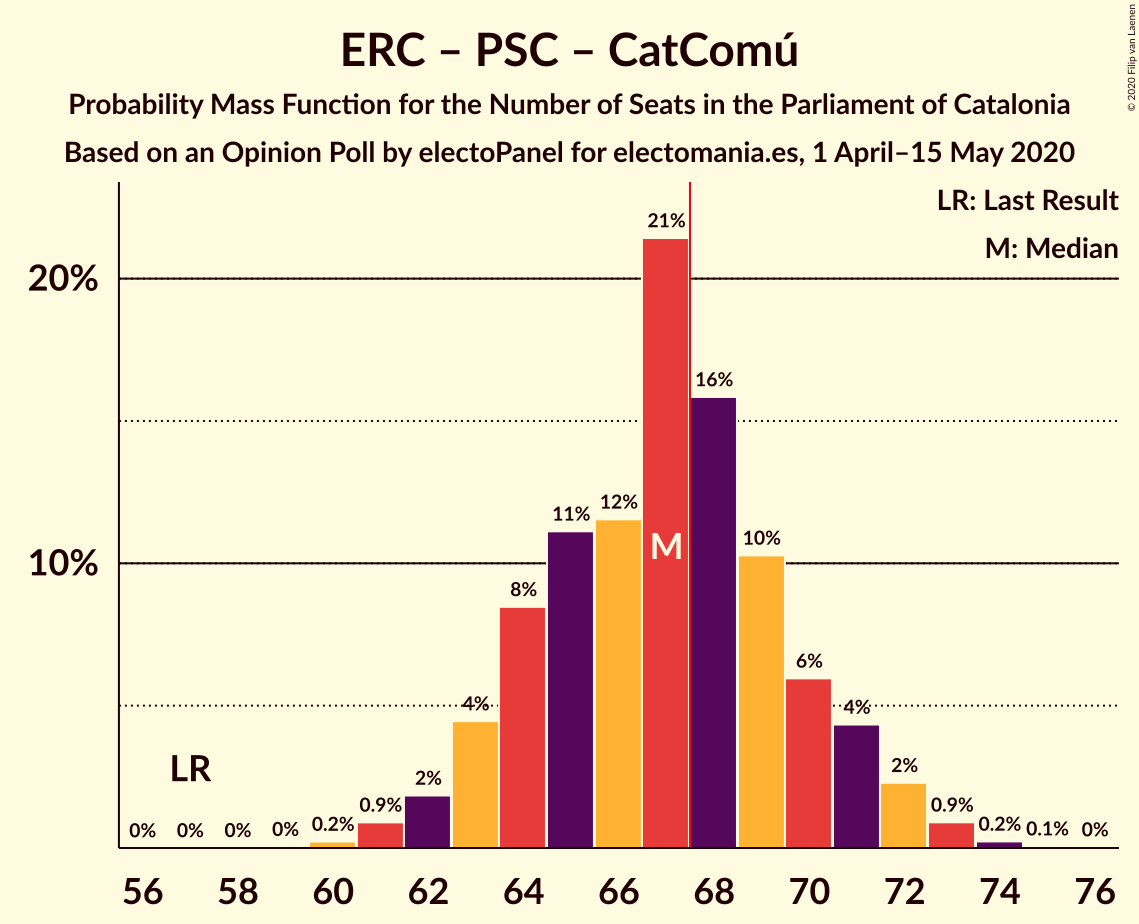 ERC – PSC – CatComú
Probability Mass Function for the Number of Seats in the Parliament of Catalonia
Based on an Opinion Poll by electoPanel for electomania.es, 1 April–15 May 2020
© 2020 Filip van Laenen
LR: Last Result
M: Median
20%
10%
LR
M
0%
0%
0%
0%
0.2%
0.9%
2%
4%
8%
11%
12%
21%
16%
10%
6%
4%
2%
0.9%
0.2%
0.1%
0%
56 58 60 62 64 66 68 70 72 74 76